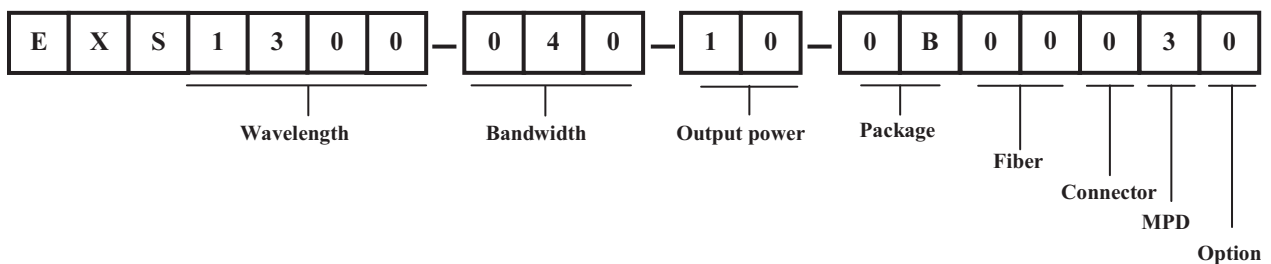 E X S 1 3 0 0 – 0 4 0 – 1 0 – 0 B 0 0 0 3 0
Wavelength Bandwidth Output power Package
Fiber
Connector
MPD
Option